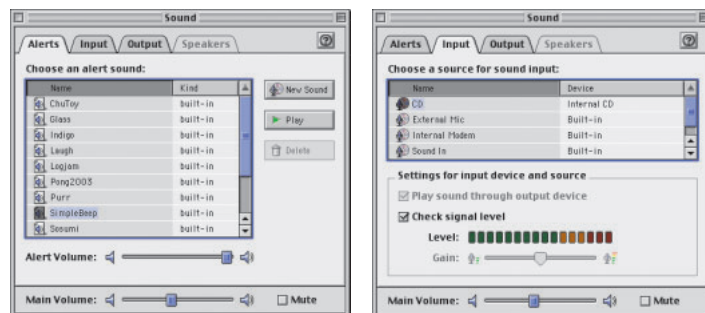 Sound
Alerts Input Output Speakers
Choose an alert sound:
Name Kind
ChuToy built-in
Glass built-in
Indigo built-in
Laugh built-in
Logjam built-in
Pong2003 built-in
Purr built-in
SimpleBeep built-in
Sosumi built-in
New Sound
Play
Delete
Alert Volume:
Main Volume: Mute
Sound
Alerts Input Output Speakers
Choose a source for sound input:
Name Device
CD Internal CD
External Mic Built-in
Internal Modem Built-in
Sound In Built-in
Settings for input device and source
Play sound through output device
Check signal level
Level:
Gain:
Main Volume: Mute